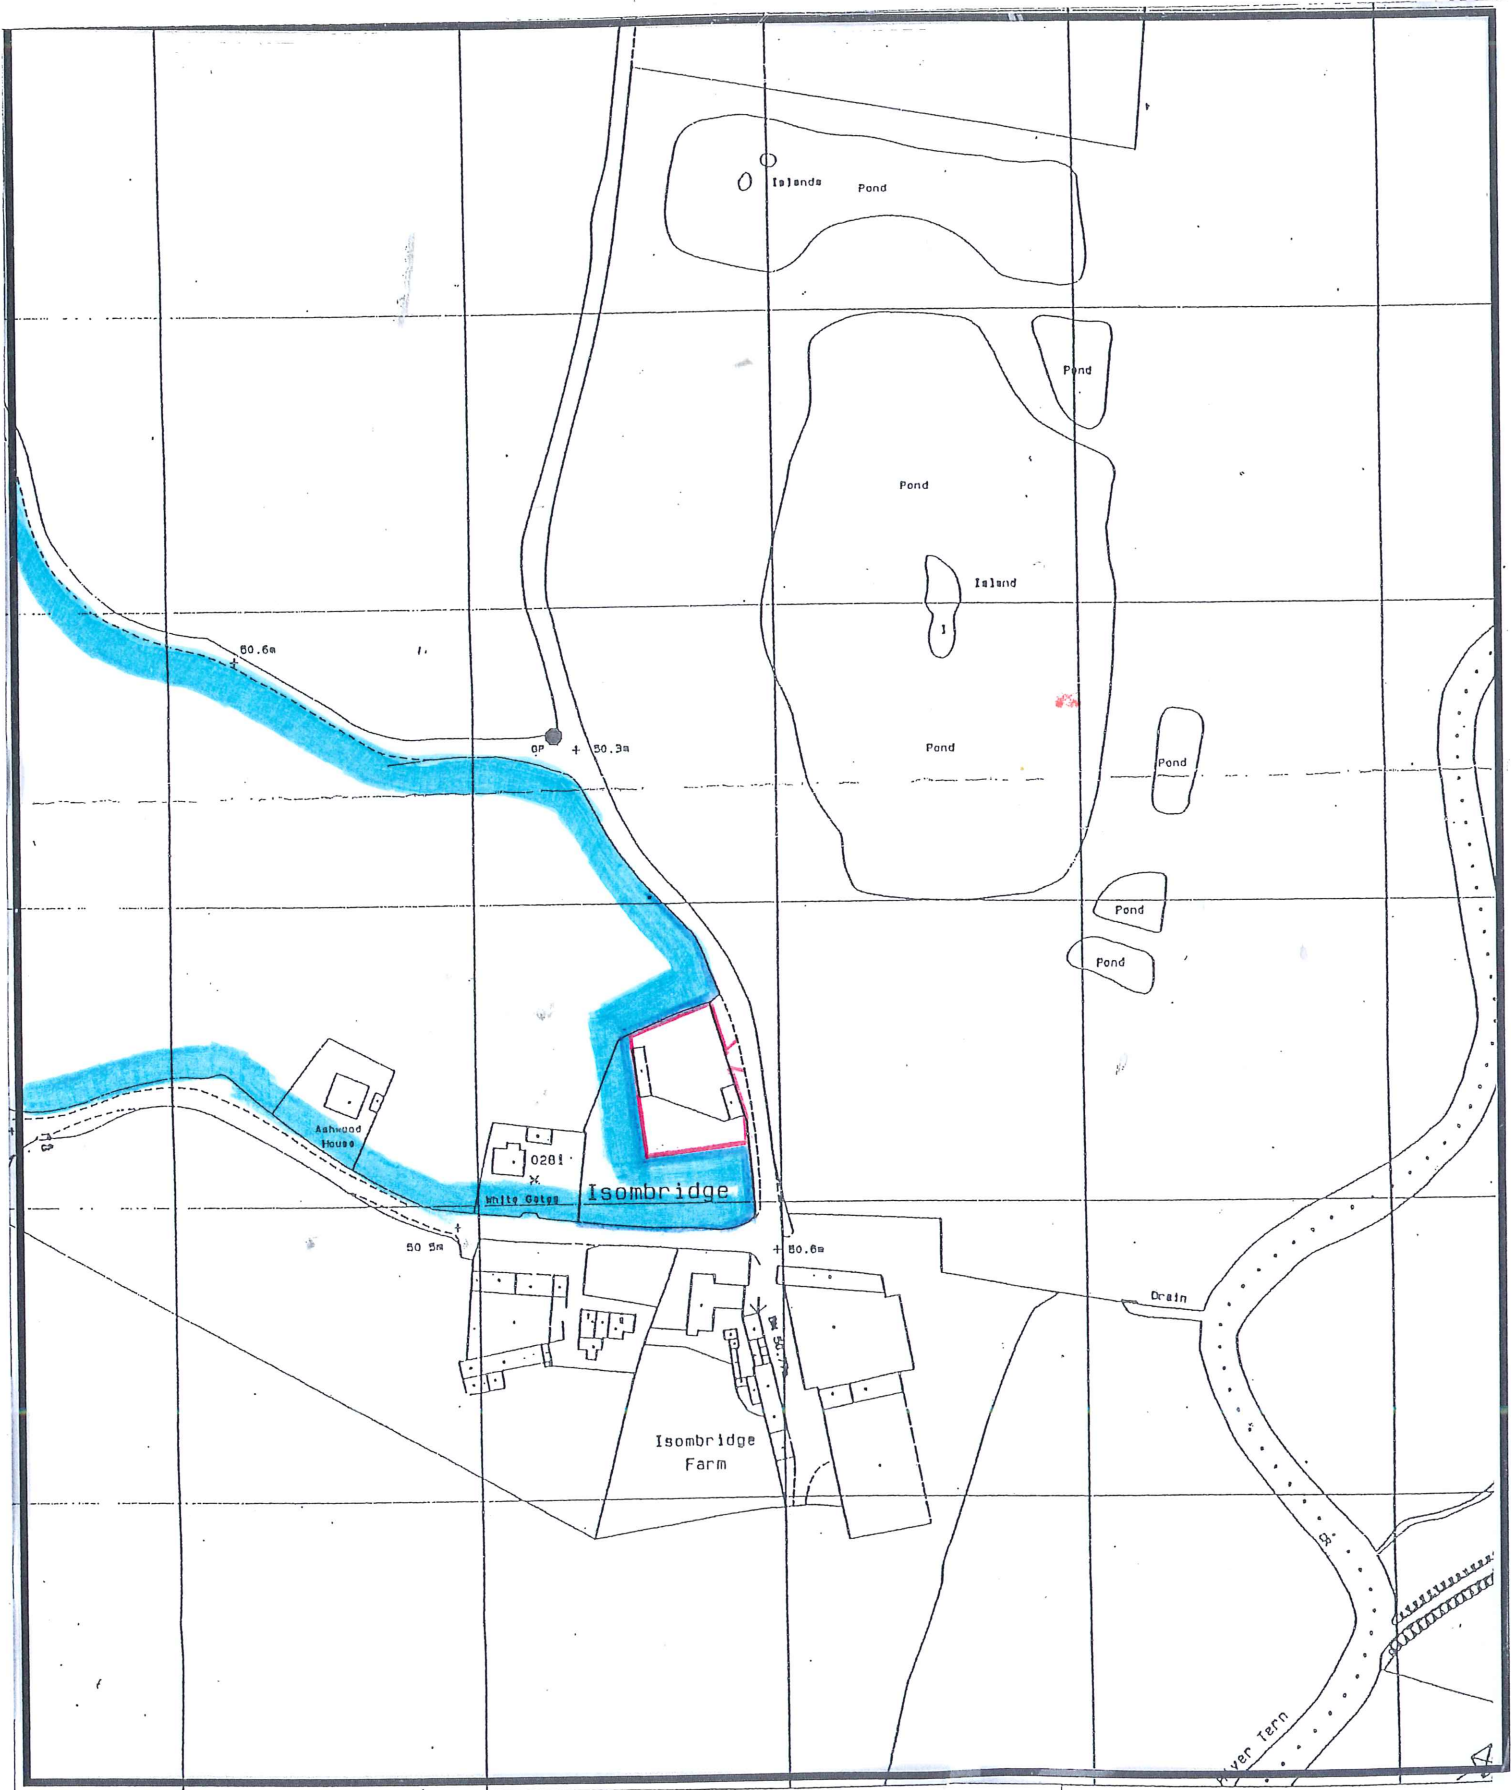 Islands
Pond
Pond
Pond
Island
60.6m
GP
50.3m
Pond
Pond
Pond
Pond
Ashwood
House
0281
White Gates
Isombridge
50 5m
50.6m
Drain
Isombridge
Farm
River Tern